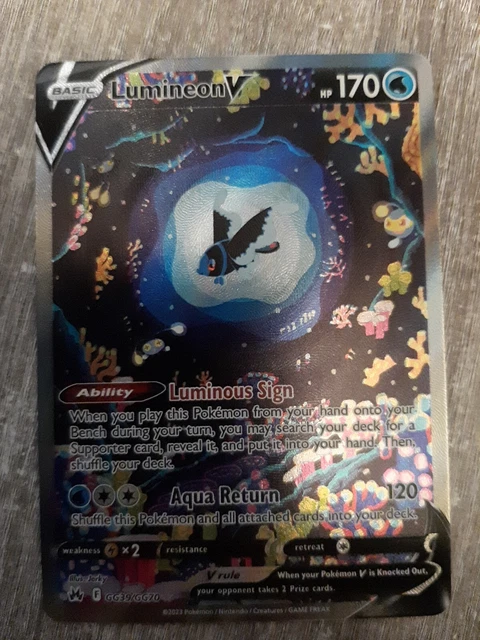 BASIC Lumineon V HP 170
Ability Luminous Sign
When you play this Pokémon from your hand onto your
Bench during your turn, you may search your deck for a
Supporter card, reveal it, and put it into your hand. Then,
shuffle your deck.
Aqua Return 120
Shuffle this Pokémon and all attached cards into your deck.
weakness ×2 resistance retreat
V rule When your Pokémon V is Knocked Out,
your opponent takes 2 Prize cards.
Illus. Jerky
F GG39/GG70
©2023 Pokémon / Nintendo / Creatures / GAME FREAK